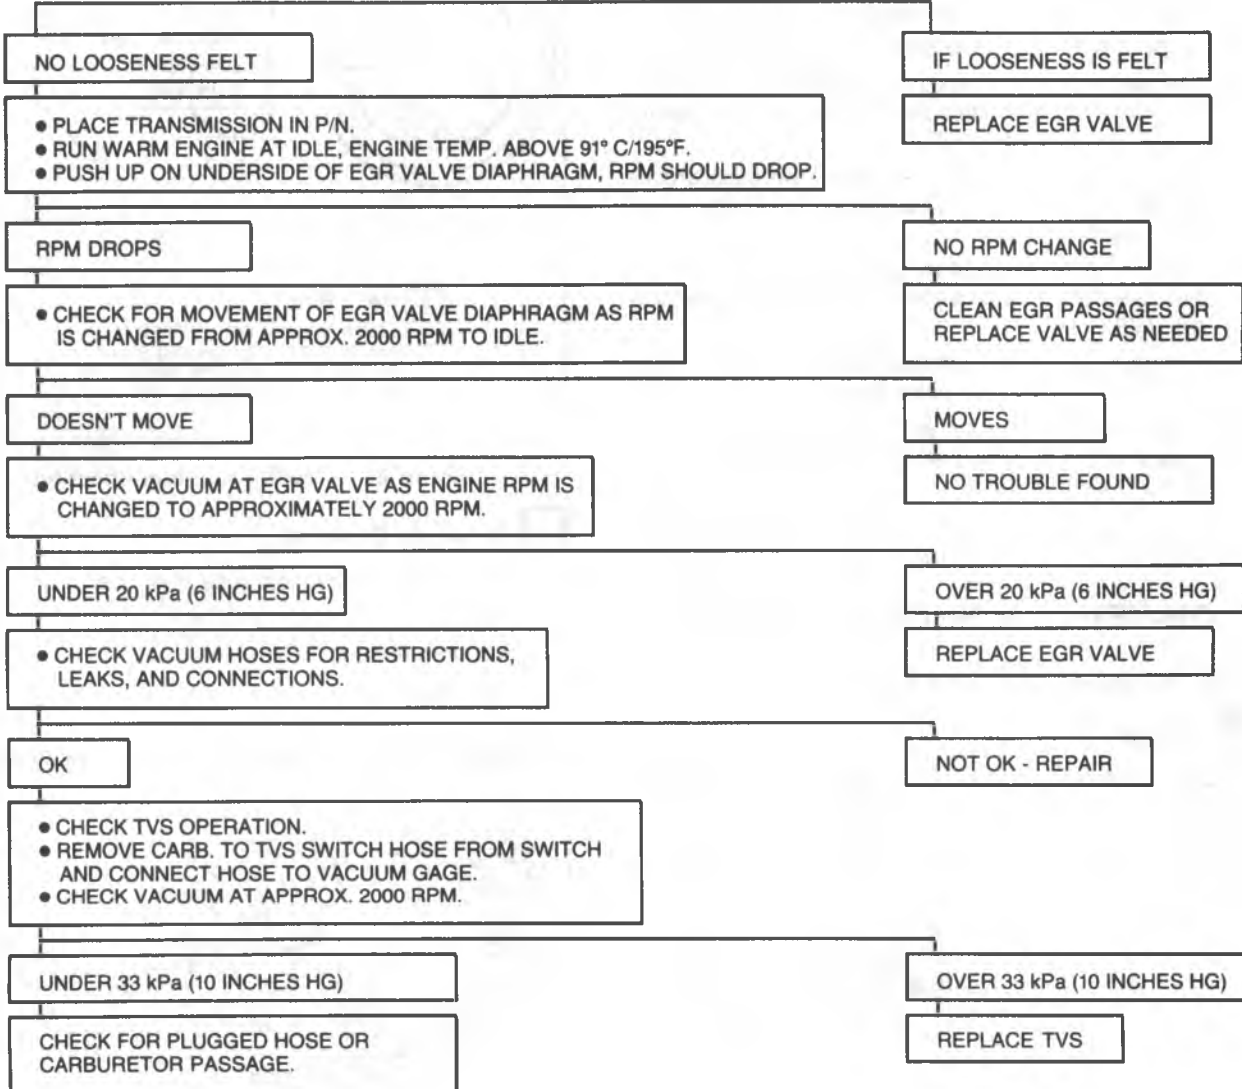 NO LOOSENESS FELT
IF LOOSENESS IS FELT
● PLACE TRANSMISSION IN P/N.
● RUN WARM ENGINE AT IDLE, ENGINE TEMP. ABOVE 91° C/195°F.
● PUSH UP ON UNDERSIDE OF EGR VALVE DIAPHRAGM, RPM SHOULD DROP.
REPLACE EGR VALVE
RPM DROPS
NO RPM CHANGE
● CHECK FOR MOVEMENT OF EGR VALVE DIAPHRAGM AS RPM
IS CHANGED FROM APPROX. 2000 RPM TO IDLE.
CLEAN EGR PASSAGES OR
REPLACE VALVE AS NEEDED
DOESN'T MOVE
MOVES
● CHECK VACUUM AT EGR VALVE AS ENGINE RPM IS
CHANGED TO APPROXIMATELY 2000 RPM.
NO TROUBLE FOUND
UNDER 20 kPa (6 INCHES HG)
OVER 20 kPa (6 INCHES HG)
● CHECK VACUUM HOSES FOR RESTRICTIONS,
LEAKS, AND CONNECTIONS.
REPLACE EGR VALVE
OK
NOT OK - REPAIR
● CHECK TVS OPERATION.
● REMOVE CARB. TO TVS SWITCH HOSE FROM SWITCH
AND CONNECT HOSE TO VACUUM GAGE.
● CHECK VACUUM AT APPROX. 2000 RPM.
UNDER 33 kPa (10 INCHES HG)
OVER 33 kPa (10 INCHES HG)
CHECK FOR PLUGGED HOSE OR
CARBURETOR PASSAGE.
REPLACE TVS